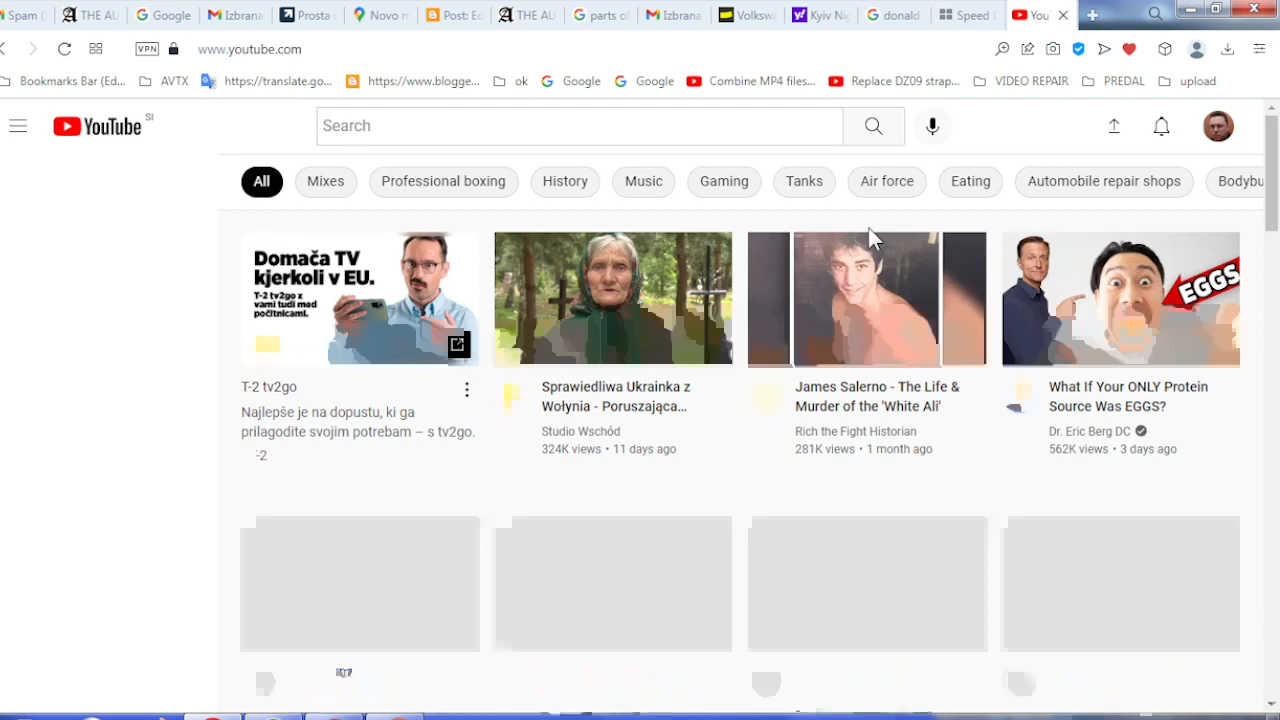 Spam (
THE AU
Google
Izbrana
Prosto
Novo m
Post: Ed
THE AU
parts of
Izbrana
Volksw
Kyiv Nig
donald
Speed D
You
VPN
www.youtube.com
Bookmarks Bar (Ed...
AVTX
https://translate.go...
https://www.blogge...
ok
Google
Google
Combine MP4 files...
Replace DZ09 strap...
VIDEO REPAIR
PREDAL
upload
YouTube SI
Search
All
Mixes
Professional boxing
History
Music
Gaming
Tanks
Air force
Eating
Automobile repair shops
Bodybu
Domača TV
kjerkoli v EU.
T-2 tv2go z
vami tudi med
počitnicami.
EGGS
T-2 tv2go
Najlepše je na dopustu, ki ga
prilagodite svojim potrebam – s tv2go.
-2
Sprawiedliwa Ukrainka z
Wołynia - Poruszająca...
Studio Wschód
324K views • 11 days ago
James Salerno - The Life &
Murder of the 'White Ali'
Rich the Fight Historian
281K views • 1 month ago
What If Your ONLY Protein
Source Was EGGS?
Dr. Eric Berg DC
562K views • 3 days ago